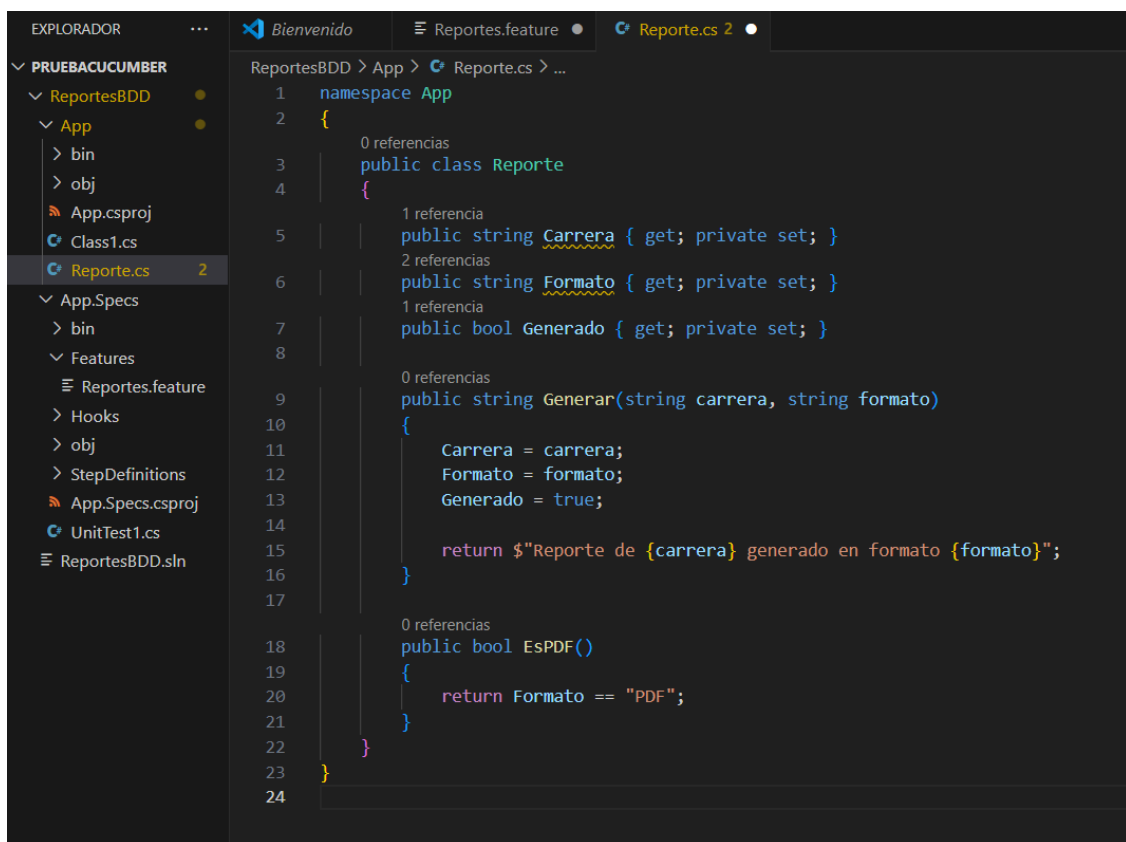 EXPLORADOR ...
PRUEBACUCUMBER
ReportesBDD
App
bin
obj
App.csproj
Class1.cs
Reporte.cs 2
App.Specs
bin
Features
Reportes.feature
Hooks
obj
StepDefinitions
App.Specs.csproj
UnitTest1.cs
ReportesBDD.sln
Bienvenido Reportes.feature Reporte.cs 2
ReportesBDD > App > Reporte.cs > ...
1 namespace App
2 {
0 referencias
3 public class Reporte
4 {
1 referencia
5 public string Carrera { get; private set; }
2 referencias
6 public string Formato { get; private set; }
1 referencia
7 public bool Generado { get; private set; }
8
0 referencias
9 public string Generar(string carrera, string formato)
10 {
11 Carrera = carrera;
12 Formato = formato;
13 Generado = true;
14
15 return $"Reporte de {carrera} generado en formato {formato}";
16 }
17
0 referencias
18 public bool EsPDF()
19 {
20 return Formato == "PDF";
21 }
22 }
23 }
24